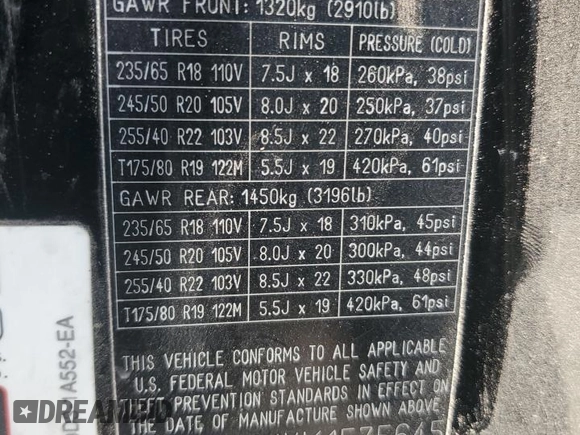 GAWR FRONT: 1320kg (2910lb)
TIRES RIMS PRESSURE (COLD)
235/65 R18 110V 7.5J x 18 260kPa, 38psi
245/50 R20 105V 8.0J x 20 250kPa, 37psi
255/40 R22 103V 8.5J x 22 270kPa, 40psi
T175/80 R19 122M 5.5J x 19 420kPa, 61psi
GAWR REAR: 1450kg (3196lb)
235/65 R18 110V 7.5J x 18 310kPa, 45psi
245/50 R20 105V 8.0J x 20 300kPa, 44psi
255/40 R22 103V 8.5J x 22 330kPa, 48psi
T175/80 R19 122M 5.5J x 19 420kPa, 61psi
THIS VEHICLE CONFORMS TO ALL APPLICABLE
U.S. FEDERAL MOTOR VEHICLE SAFETY AND
THEFT PREVENTION STANDARDS IN EFFECT ON
THE DATE OF MANUFACTURE SHOWN ABOVE
A552-EA